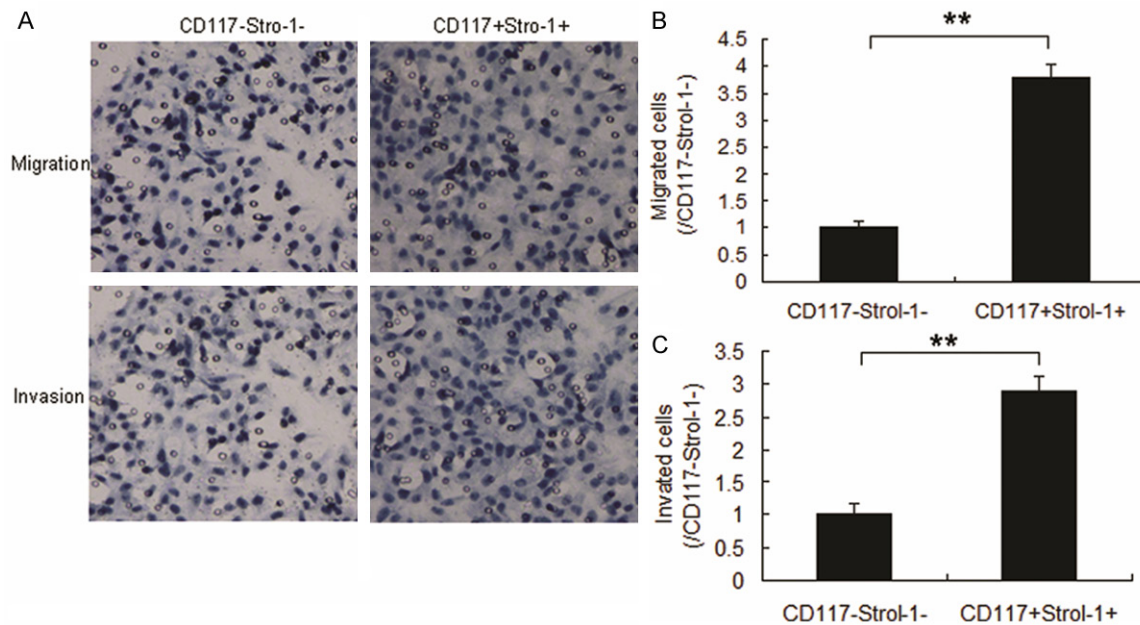 A
CD117-Stro-1-
CD117+Stro-1+
Migration
Invasion
B
**
Migrated cells
(/CD117-Strol-1-)
4.5
4
3.5
3
2.5
2
1.5
1
0.5
0
CD117-Strol-1-
CD117+Strol-1+
C
**
Invated cells
(/CD117-Strol-1-)
3.5
3
2.5
2
1.5
1
0.5
0
CD117-Strol-1-
CD117+Strol-1+